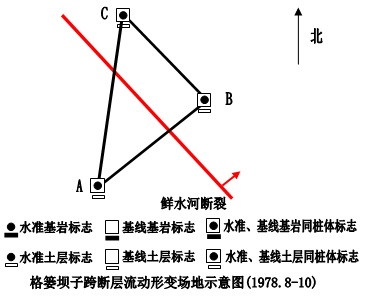 C
北
B
A
鲜水河断裂
水准基岩标志 基线基岩标志 水准、基线基岩同桩体标志
水准土层标志 基线土层标志 水准、基线土层同桩体标志
格篓坝子跨断层流动形变场地示意图(1978.8-10)